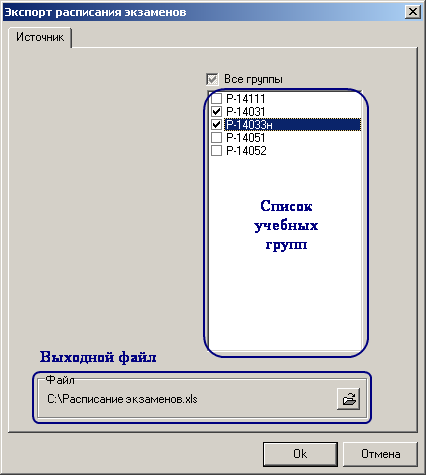 Экспорт расписания экзаменов
Источник
Все группы
Р-14111
Р-14031
Р-14033н
Р-14051
Р-14052
Список
учебных
групп
Выходной файл
Файл
C:\Расписание экзаменов.xls
Ok
Отмена